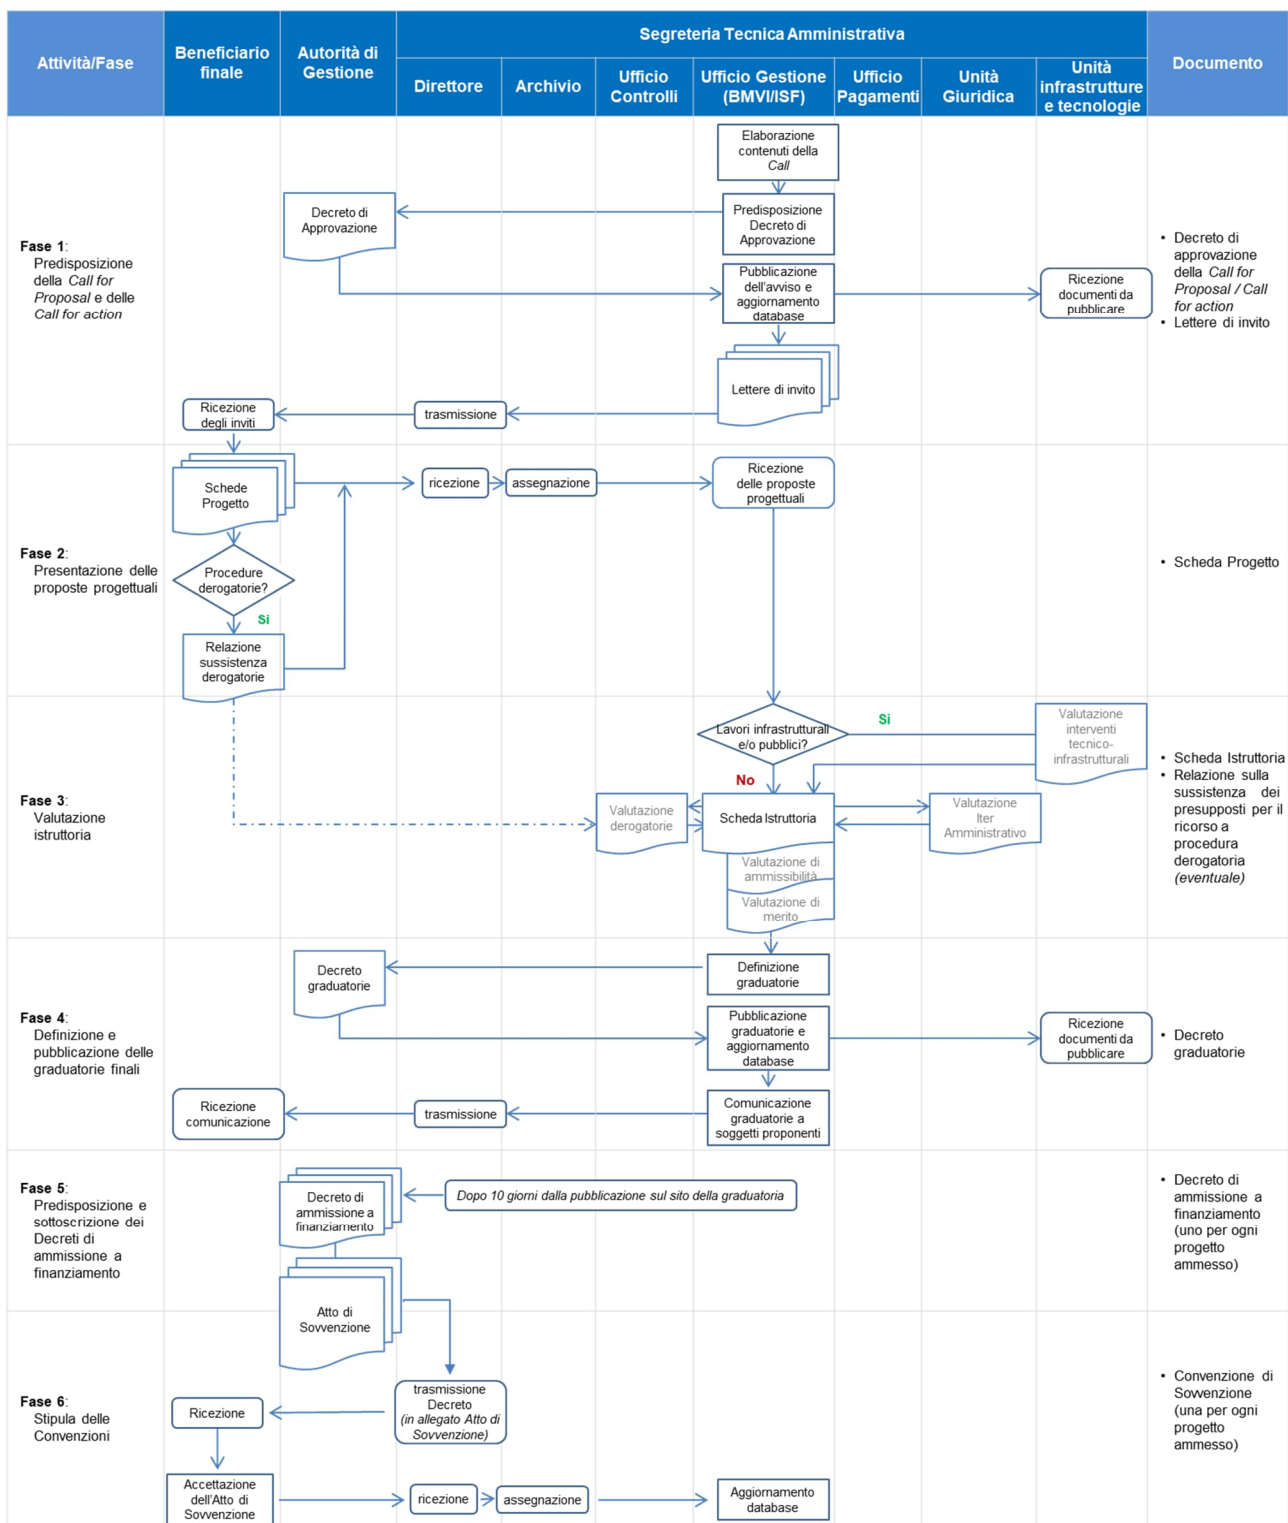 Attività/Fase
Beneficiario
finale
Autorità di
Gestione
Segreteria Tecnica Amministrativa
Direttore
Archivio
Ufficio
Controlli
Ufficio Gestione
(BMVI/ISF)
Ufficio
Pagamenti
Unità
Giuridica
Unità
infrastrutture
e tecnologie
Documento
Fase 1:
Predisposizione
della Call for
Proposal e delle
Call for action
Elaborazione
contenuti della
Call
Decreto di
Approvazione
Predisposizione
Decreto di
Approvazione
Pubblicazione
dell'avviso e
aggiornamento
database
Ricezione
documenti da
pubblicare
Lettere di invito
trasmissione
Ricezione
degli inviti
• Decreto di
approvazione
della Call for
Proposal / Call
for action
• Lettere di invito
Fase 2:
Presentazione delle
proposte progettuali
Schede
Progetto
ricezione
assegnazione
Ricezione
delle proposte
progettuali
Procedure
derogatorie?
Si
Relazione
sussistenza
derogatorie
• Scheda Progetto
Fase 3:
Valutazione
istruttoria
Lavori infrastrutturali
e/o pubblici?
Si
No
Valutazione
interventi
tecnico-
infrastrutturali
Valutazione
derogatorie
Scheda Istruttoria
Valutazione
Iter
Amministrativo
Valutazione di
ammissibilità
Valutazione di
merito
• Scheda Istruttoria
• Relazione sulla
sussistenza dei
presupposti per il
ricorso a
procedura
derogatoria
(eventuale)
Fase 4:
Definizione e
pubblicazione delle
graduatorie finali
Decreto
graduatorie
Definizione
graduatorie
Pubblicazione
graduatorie e
aggiornamento
database
Ricezione
documenti da
pubblicare
Ricezione
comunicazione
trasmissione
Comunicazione
graduatorie a
soggetti proponenti
• Decreto
graduatorie
Fase 5:
Predisposizione e
sottoscrizione dei
Decreti di
ammissione a
finanziamento
Decreto di
ammissione a
finanziamento
Dopo 10 giorni dalla pubblicazione sul sito della graduatoria
• Decreto di
ammissione a
finanziamento
(uno per ogni
progetto
ammesso)
Atto di
Sovvenzione
Fase 6:
Stipula delle
Convenzioni
Ricezione
trasmissione
Decreto
(in allegato Atto di
Sovvenzione)
• Convenzione di
Sovvenzione
(una per ogni
progetto
ammesso)
Accettazione
dell'Atto di
Sovvenzione
ricezione
assegnazione
Aggiornamento
database